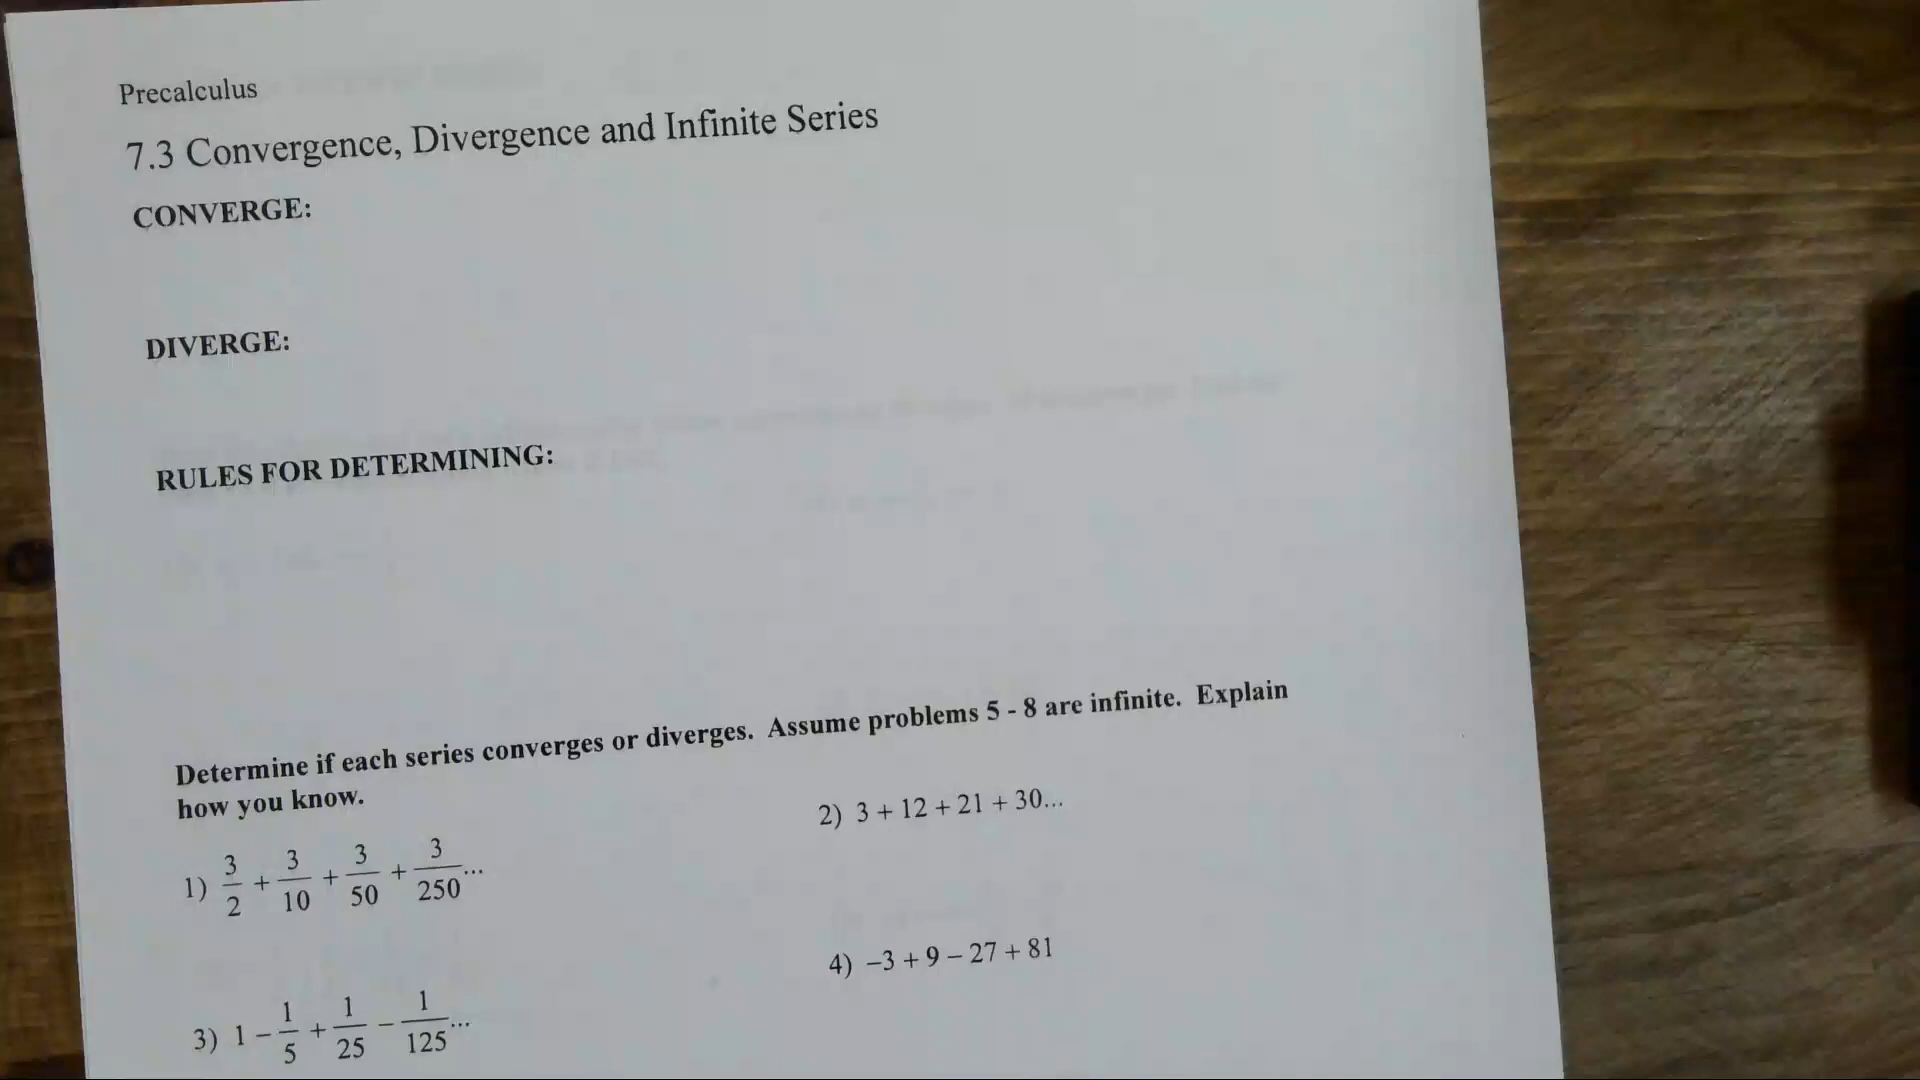 Precalculus
7.3 Convergence, Divergence and Infinite Series
CONVERGE:
DIVERGE:
RULES FOR DETERMINING:
Determine if each series converges or diverges. Assume problems 5 - 8 are infinite. Explain
how you know.
1) 3/2 + 3/10 + 3/50 + 3/250 ...
2) 3 + 12 + 21 + 30...
3) 1 – 1/5 + 1/25 – 1/125 ...
4) –3 + 9 – 27 + 81